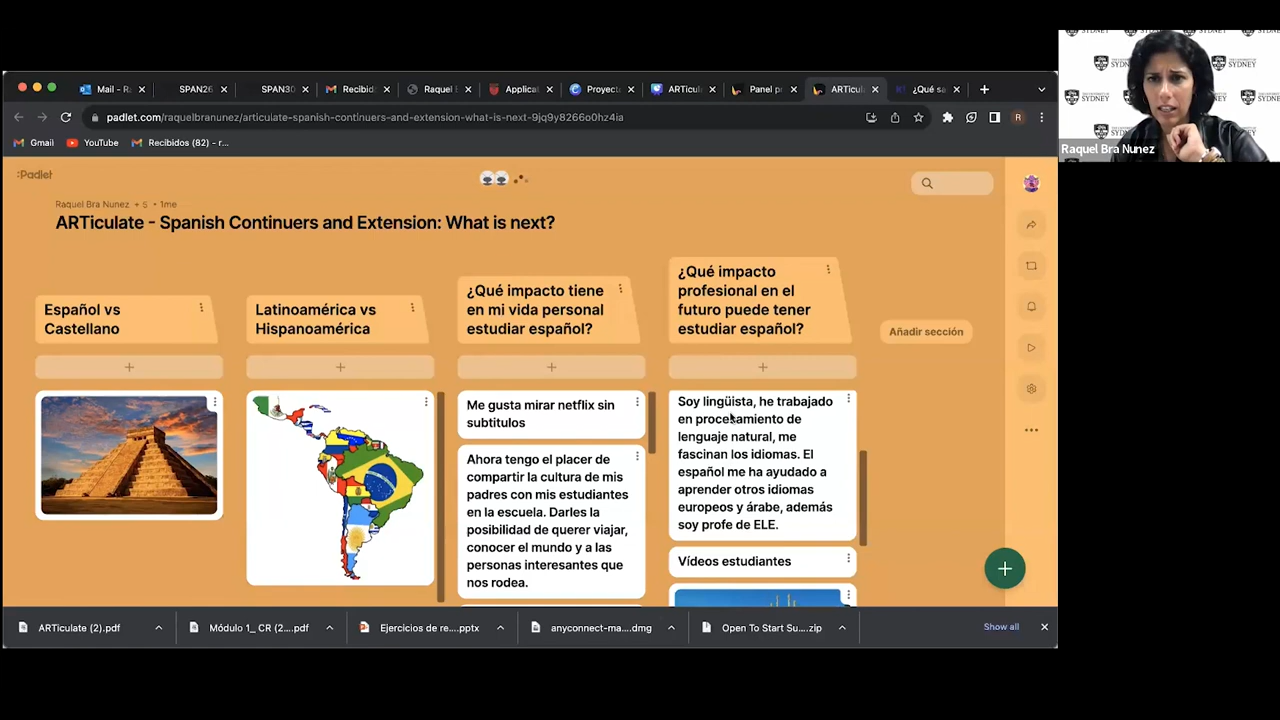 SYDNEY
Raquel Bra Nunez
Mail - R
SPAN26
SPAN30
Recibid
Raquel
Applicat
Proyect
ARTicul
Panel p
ARTicula
¿Qué sa
padlet.com/raquelbranunez/articulate-spanish-continuers-and-extension-what-is-next-9jq9y8266o0hz4ia
R
Gmail
YouTube
Recibidos (82) - r...
:Padlet
Raquel Bra Nunez + 5 • 1me
ARTiculate - Spanish Continuers and Extension: What is next?
Español vs
Castellano
Latinoamérica vs
Hispanoamérica
¿Qué impacto tiene
en mi vida personal
estudiar español?
¿Qué impacto
profesional en el
futuro puede tener
estudiar español?
Añadir sección
Me gusta mirar netflix sin
subtitulos
Ahora tengo el placer de
compartir la cultura de mis
padres con mis estudiantes
en la escuela. Darles la
posibilidad de querer viajar,
conocer el mundo y a las
personas interesantes que
nos rodea.
Soy lingüista, he trabajado
en procesamiento de
lenguaje natural, me
fascinan los idiomas. El
español me ha ayudado a
aprender otros idiomas
europeos y árabe, además
soy profe de ELE.
Vídeos estudiantes
ARTiculate (2).pdf
Módulo 1_ CR (2....pdf
Ejercicios de re....pptx
anyconnect-ma....dmg
Open To Start Su....zip
Show all